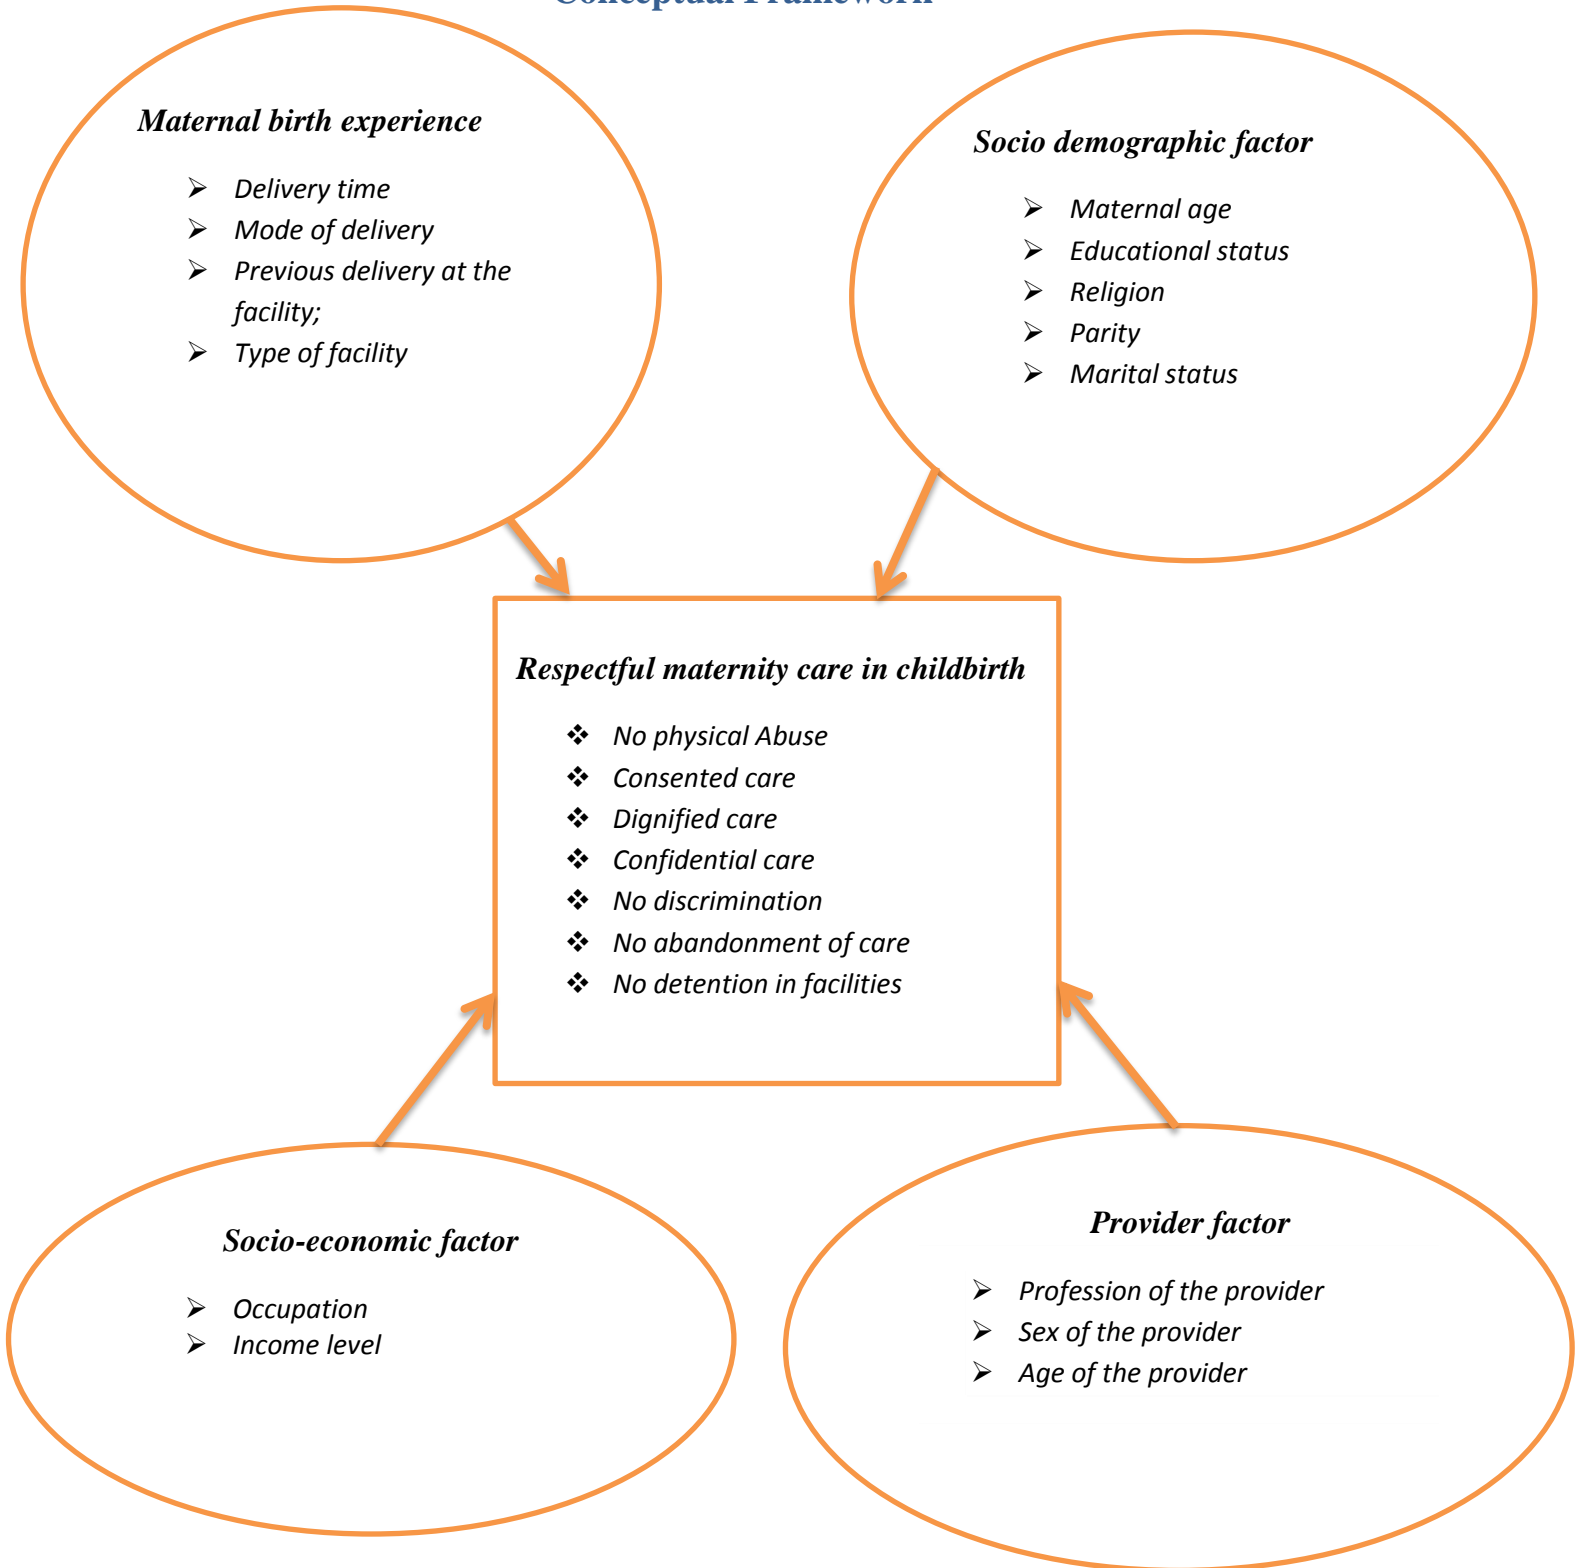 Conceptual Framework
Maternal birth experience
➢ Delivery time
➢ Mode of delivery
➢ Previous delivery at the
facility;
➢ Type of facility
Socio demographic factor
➢ Maternal age
➢ Educational status
➢ Religion
➢ Parity
➢ Marital status
Respectful maternity care in childbirth
❖ No physical Abuse
❖ Consented care
❖ Dignified care
❖ Confidential care
❖ No discrimination
❖ No abandonment of care
❖ No detention in facilities
Socio-economic factor
➢ Occupation
➢ Income level
Provider factor
➢ Profession of the provider
➢ Sex of the provider
➢ Age of the provider